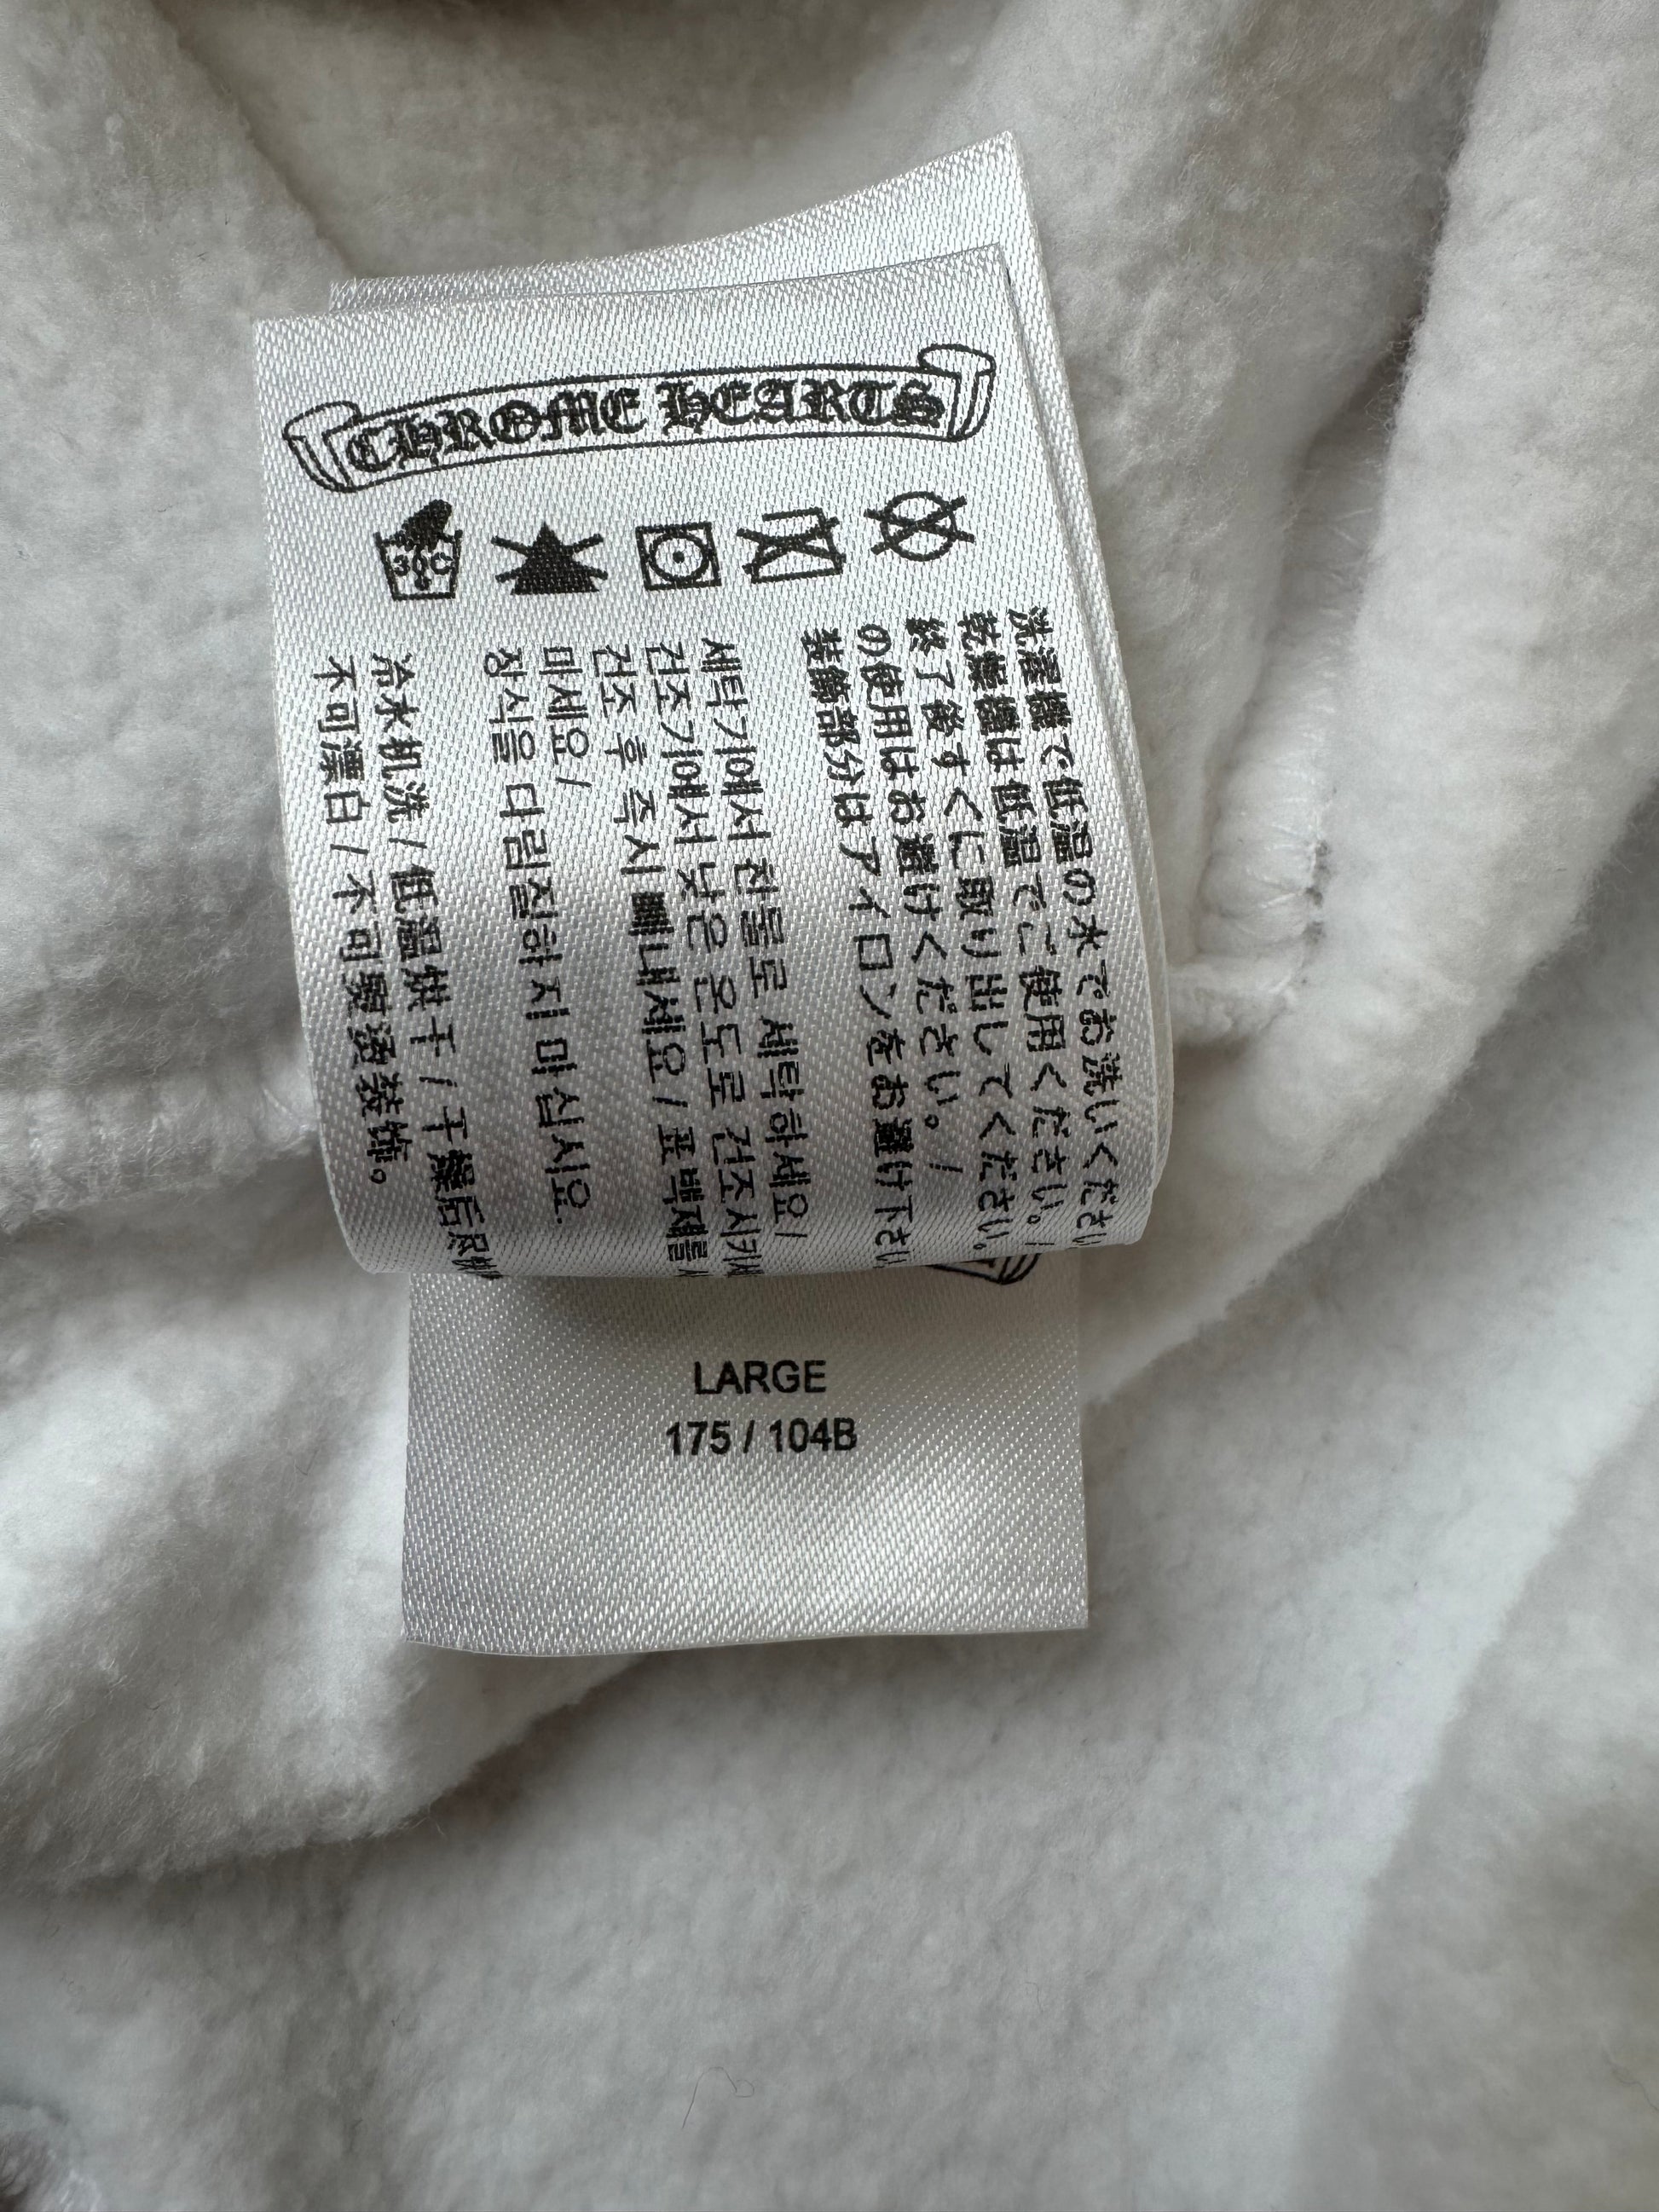 CHROME HEARTS
30°C
洗濯機で低温の水でお洗いくださ
乾燥機は低温でご使用ください。/
終了後すぐに取り出してください。
の使用はお避けください。/
装飾部分はアイロンをお避け下さい
세탁기에서 찬물로 세탁하세요/
건조기에서 낮은 온도로 건조시키세
건조 후 즉시 빼내세요/표백제를
마세요/
장식을 다림질하지 마십시요.
冷水机洗/低温烘干/干燥后尽快
不可漂白/不可熨烫装饰。
LARGE
175 / 104B